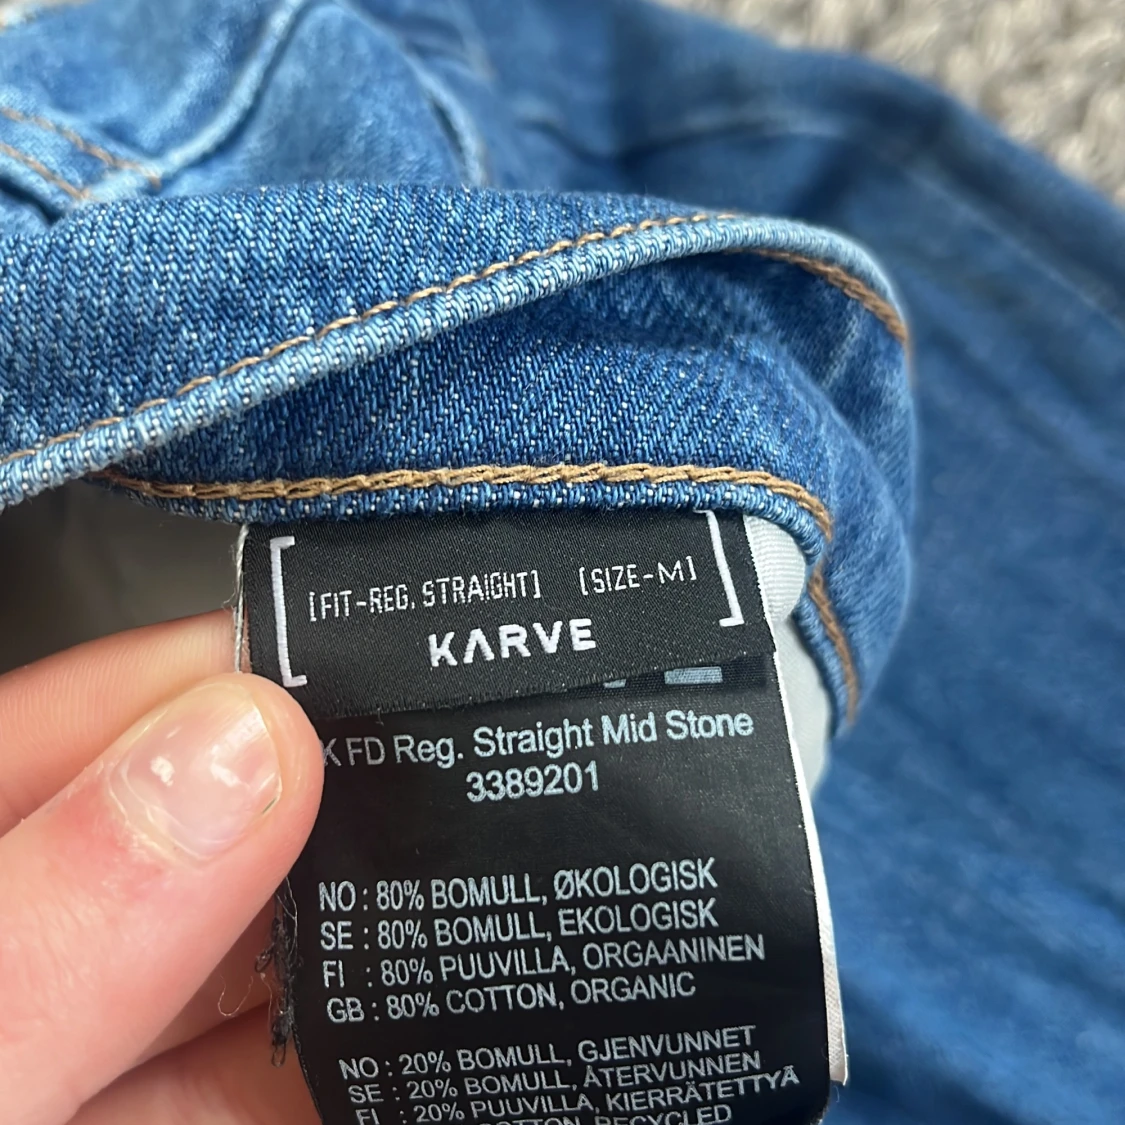 [FIT-REG. STRAIGHT] [SIZE-M]
KARVE
K FD Reg. Straight Mid Stone
3389201
NO : 80% BOMULL, ØKOLOGISK
SE : 80% BOMULL, EKOLOGISK
FI : 80% PUUVILLA, ORGAANINEN
GB : 80% COTTON, ORGANIC
NO : 20% BOMULL, GJENVUNNET
SE : 20% BOMULL, ÅTERVUNNEN
FI : 20% PUUVILLA, KIERRÄTETTYÄ
COTTON, RECYCLED